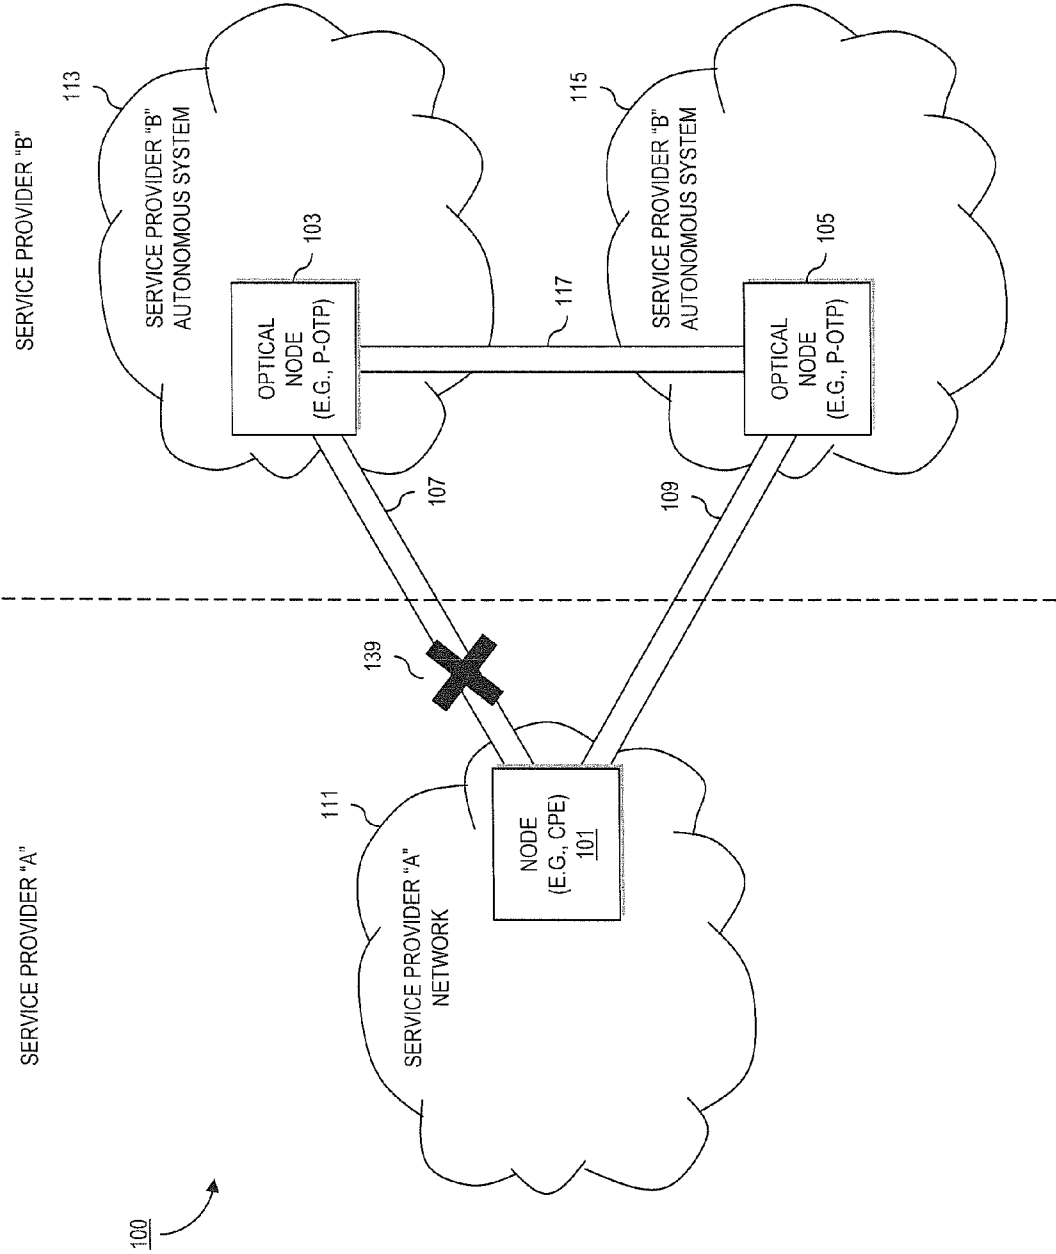 100
SERVICE PROVIDER "A"
SERVICE PROVIDER "B"
111
SERVICE PROVIDER "A"
NETWORK
NODE
(E.G., CPE)
101
139
107
109
113
SERVICE PROVIDER "B"
AUTONOMOUS SYSTEM
103
OPTICAL
NODE
(E.G., P-OTP)
117
115
SERVICE PROVIDER "B"
AUTONOMOUS SYSTEM
105
OPTICAL
NODE
(E.G., P-OTP)